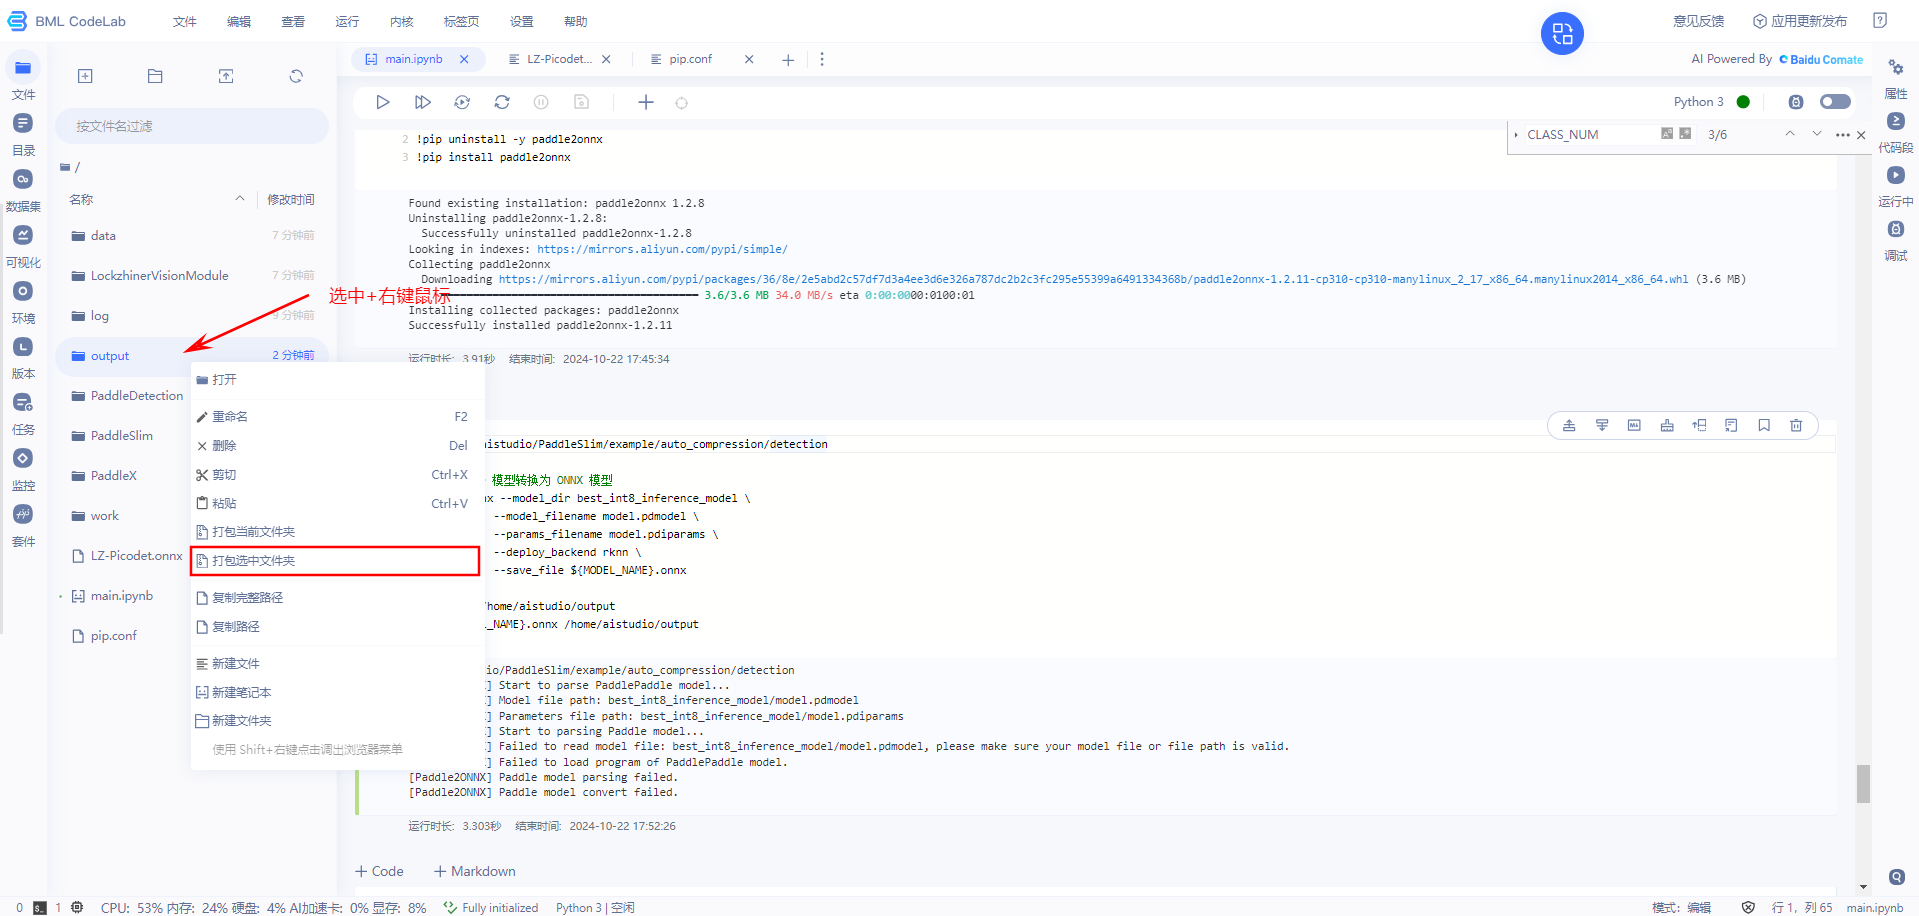 BML CodeLab
文件
编辑
查看
运行
内核
标签页
设置
帮助
意见反馈
应用更新发布
文件
目录
数据集
可视化
环境
版本
任务
监控
套件
按文件名过滤
/
名称
修改时间
data
7 分钟前
LockzhinerVisionModule
7 分钟前
log
分钟前
output
2 分钟前
PaddleDetection
PaddleSlim
PaddleX
work
LZ-Picodet.onnx
main.ipynb
pip.conf
选中+右键鼠标
打开
重命名 F2
删除 Del
剪切 Ctrl+X
粘贴 Ctrl+V
打包当前文件夹
打包选中文件夹
复制完整路径
复制路径
新建文件
新建笔记本
新建文件夹
使用 Shift+右键点击调出浏览器菜单
main.ipynb
LZ-Picodet...
pip.conf
AI Powered By Baidu Comate
Python 3
CLASS_NUM
3/6
2 !pip uninstall -y paddle2onnx
3 !pip install paddle2onnx
Found existing installation: paddle2onnx 1.2.8
Uninstalling paddle2onnx-1.2.8:
Successfully uninstalled paddle2onnx-1.2.8
Looking in indexes: https://mirrors.aliyun.com/pypi/simple/
Collecting paddle2onnx
Downloading https://mirrors.aliyun.com/pypi/packages/36/8e/2e5abd2c57df7d3a4ee3d6e326a787dc2b2c3fc295e55399a6491334368b/paddle2onnx-1.2.11-cp310-cp310-manylinux_2_17_x86_64.manylinux2014_x86_64.whl (3.6 MB)
3.6/3.6 MB 34.0 MB/s eta 0:00:0000:0100:01
Installing collected packages: paddle2onnx
Successfully installed paddle2onnx-1.2.11
运行时长: 3.91秒 结束时间: 2024-10-22 17:45:34
aistudio/PaddleSlim/example/auto_compression/detection
模型转换为 ONNX 模型
nx --model_dir best_int8_inference_model \
--model_filename model.pdmodel \
--params_filename model.pdiparams \
--deploy_backend rknn \
--save_file ${MODEL_NAME}.onnx
/home/aistudio/output
L_NAME}.onnx /home/aistudio/output
io/PaddleSlim/example/auto_compression/detection
] Start to parse PaddlePaddle model...
] Model file path: best_int8_inference_model/model.pdmodel
] Parameters file path: best_int8_inference_model/model.pdiparams
] Start to parsing Paddle model...
] Failed to read model file: best_int8_inference_model/model.pdmodel, please make sure your model file or file path is valid.
] Failed to load program of PaddlePaddle model.
[Paddle2ONNX] Paddle model parsing failed.
[Paddle2ONNX] Paddle model convert failed.
运行时长: 3.303秒 结束时间: 2024-10-22 17:52:26
+ Code + Markdown
属性
代码段
运行中
调试
0 1 CPU: 53% 内存: 24% 硬盘: 4% AI加速卡: 0% 显存: 8% Fully initialized Python 3 | 空闲
模式: 编辑 行 1, 列 65 main.ipynb